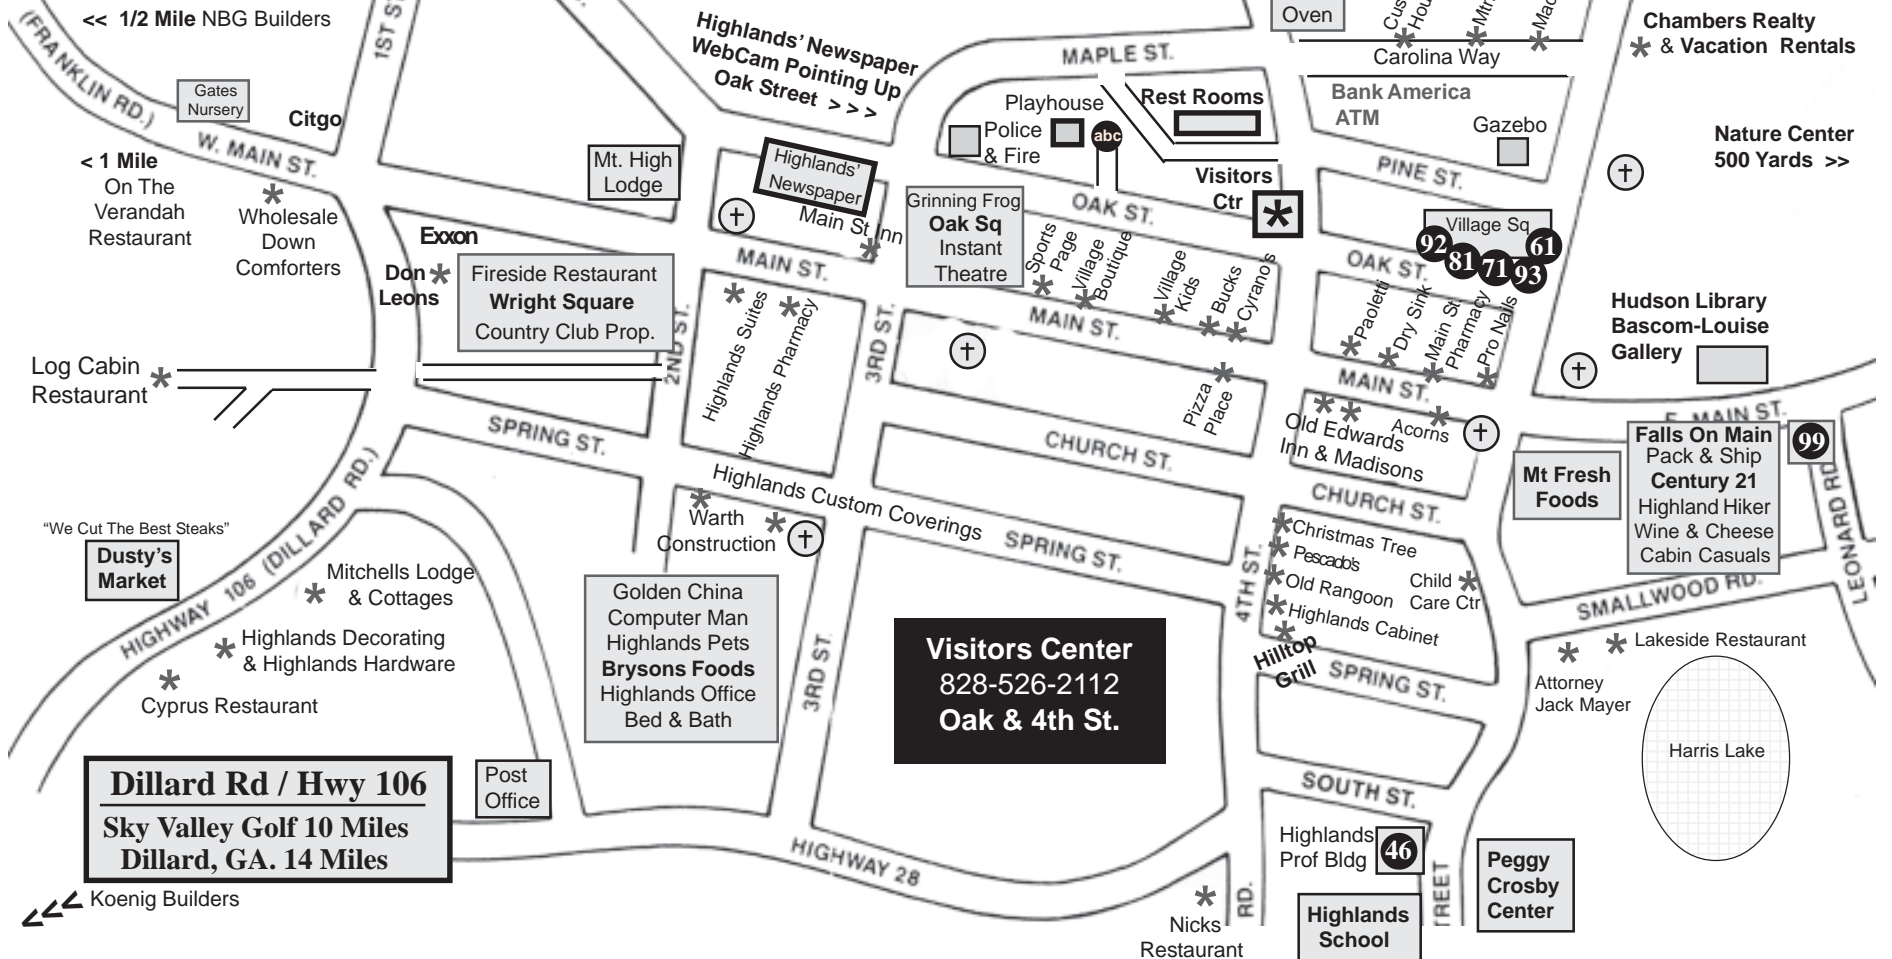 << 1/2 Mile NBG Builders
(FRANKLIN RD.)
1ST ST
Gates
Nursery
Citgo
W. MAIN ST.
< 1 Mile
On The
Verandah
Restaurant
Wholesale
Down
Comforters
Highlands' Newspaper
WebCam Pointing Up
Oak Street > > >
MAPLE ST.
Oven
Cus
Hou
Mtn
Mac
Carolina Way
Chambers Realty
& Vacation Rentals
Bank America
ATM
Gazebo
Nature Center
500 Yards >>
Playhouse
Police
& Fire
abc
Rest Rooms
Visitors
Ctr
PINE ST.
Mt. High
Lodge
Highlands'
Newspaper
Main St Inn
Grinning Frog
Oak Sq
Instant
Theatre
OAK ST.
Sports
Page
Village
Boutique
Village
Kids
Bucks
Cyrano's
Village Sq
92
81
71
93
61
OAK ST.
Paoletti
Dry Sink
Main St.
Pharmacy
Pro Nails
Exxon
Don
Leons
Fireside Restaurant
Wright Square
Country Club Prop.
MAIN ST.
Highlands Suites
Highlands Pharmacy
2ND ST.
3RD ST.
MAIN ST.
MAIN ST.
Hudson Library
Bascom-Louise
Gallery
Log Cabin
Restaurant
Pizza
Place
Old Edwards
Inn & Madisons
Acorns
E. MAIN ST.
Falls On Main
Pack & Ship
Century 21
Highland Hiker
Wine & Cheese
Cabin Casuals
99
Mt Fresh
Foods
LEONARD RD.
SPRING ST.
CHURCH ST.
CHURCH ST.
Highlands Custom Coverings
Warth
Construction
SPRING ST.
4TH ST.
Christmas Tree
Pescado's
Old Rangoon
Highlands Cabinet
Hilltop
Grill
Child
Care Ctr
SMALLWOOD RD.
Lakeside Restaurant
Attorney
Jack Mayer
Harris Lake
"We Cut The Best Steaks"
Dusty's
Market
HIGHWAY 106 (DILLARD RD.)
Mitchells Lodge
& Cottages
Highlands Decorating
& Highlands Hardware
Cyprus Restaurant
Golden China
Computer Man
Highlands Pets
Brysons Foods
Highlands Office
Bed & Bath
3RD ST.
Visitors Center
828-526-2112
Oak & 4th St.
SPRING ST.
SOUTH ST.
Dillard Rd / Hwy 106
Sky Valley Golf 10 Miles
Dillard, GA. 14 Miles
Post
Office
Koenig Builders
HIGHWAY 28
Nicks
Restaurant
RD.
Highlands
Prof Bldg
46
Highlands
School
TREET
Peggy
Crosby
Center